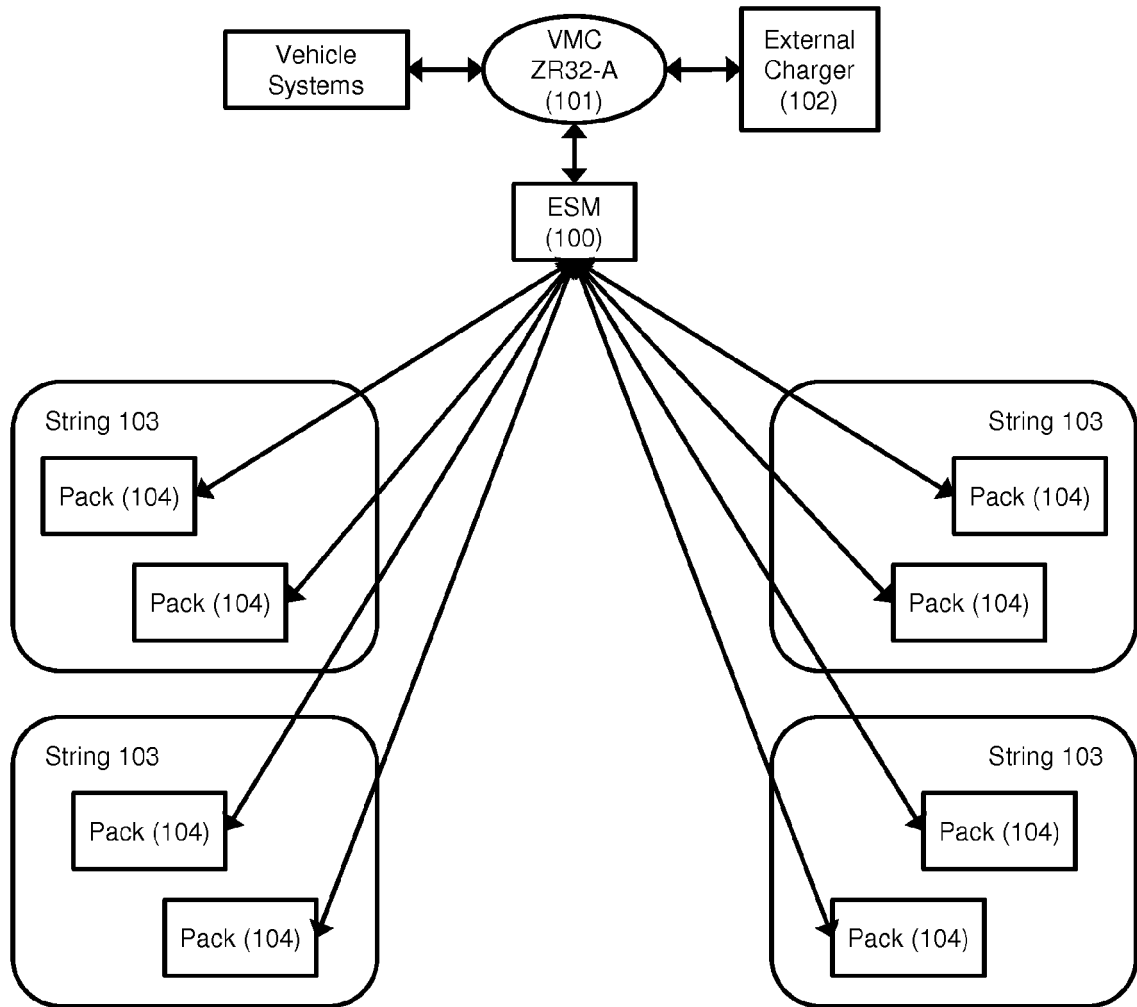 Vehicle
Systems
VMC
ZR32-A
(101)
External
Charger
(102)
ESM
(100)
String 103
Pack (104)
Pack (104)
String 103
Pack (104)
Pack (104)
String 103
Pack (104)
Pack (104)
String 103
Pack (104)
Pack (104)